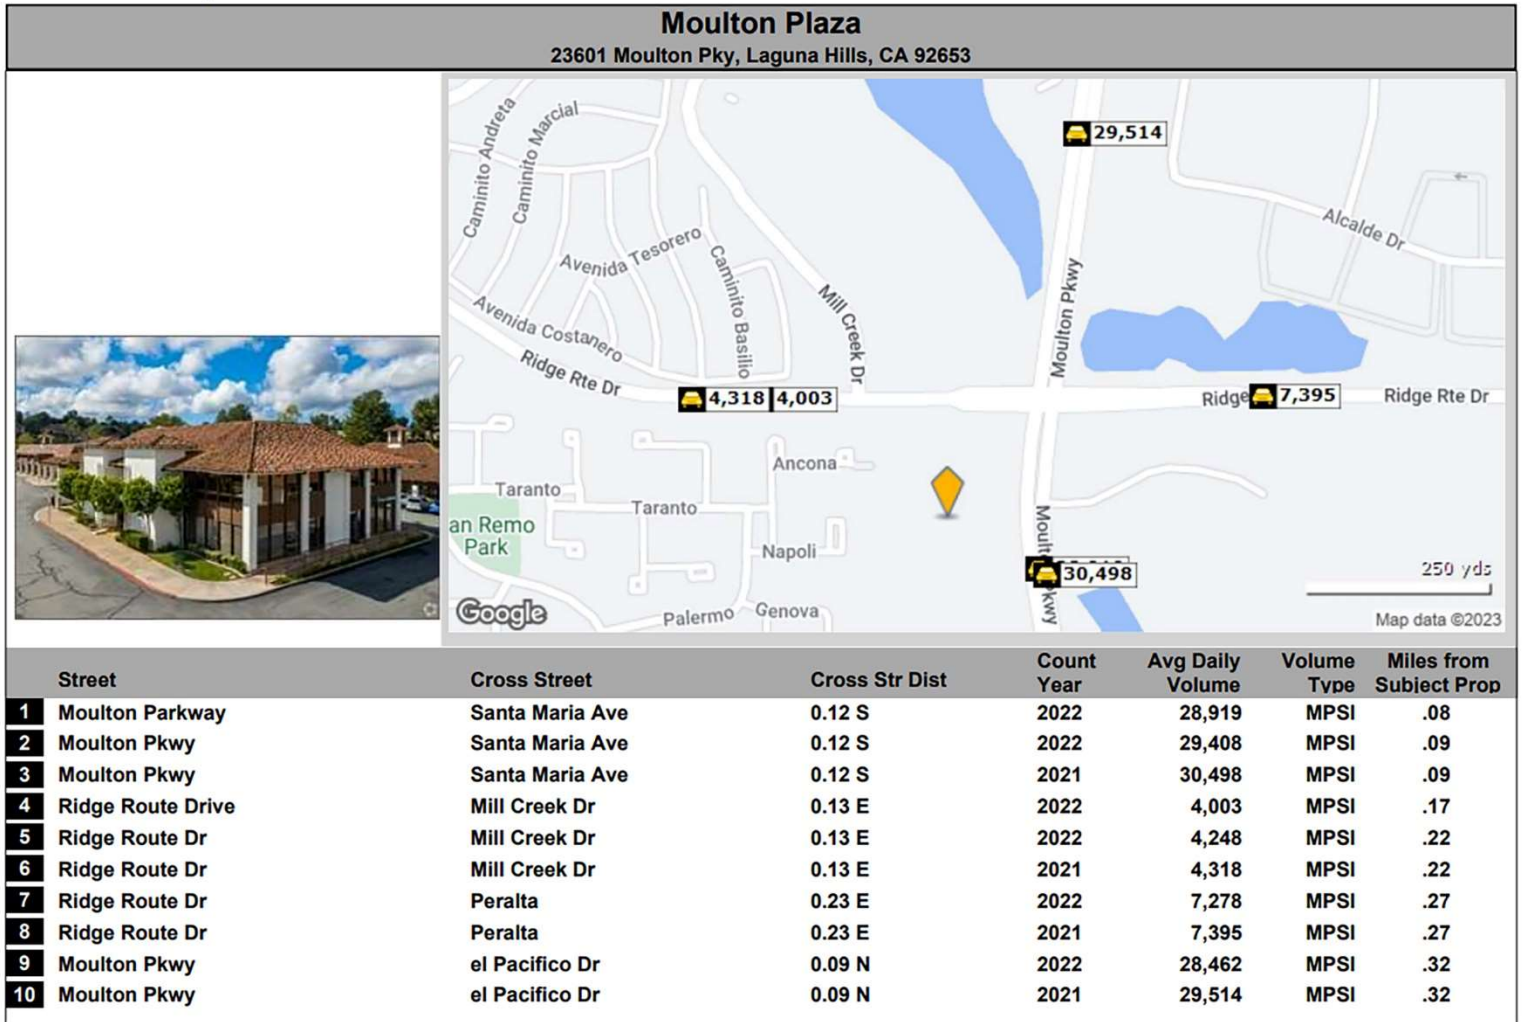 Moulton Plaza
23601 Moulton Pky, Laguna Hills, CA 92653
Caminito Andreta
Caminito Marcial
29,514
Alcalde Dr
Avenida Tesorero
Caminito Basilio
Mill Creek Dr
Moulton Pkwy
Avenida Costanero
Ridge Rte Dr
4,318 4,003
Ridge
7,395
Ridge Rte Dr
Ancona
Taranto
Taranto
an Remo
Park
Napoli
Moult
kwy
30,498
250 yds
Palermo
Genova
Google
Map data ©2023
Street Cross Street Cross Str Dist Count Year Avg Daily Volume Volume Type Miles from Subject Prop
1 Moulton Parkway Santa Maria Ave 0.12 S 2022 28,919 MPSI .08
2 Moulton Pkwy Santa Maria Ave 0.12 S 2022 29,408 MPSI .09
3 Moulton Pkwy Santa Maria Ave 0.12 S 2021 30,498 MPSI .09
4 Ridge Route Drive Mill Creek Dr 0.13 E 2022 4,003 MPSI .17
5 Ridge Route Dr Mill Creek Dr 0.13 E 2022 4,248 MPSI .22
6 Ridge Route Dr Mill Creek Dr 0.13 E 2021 4,318 MPSI .22
7 Ridge Route Dr Peralta 0.23 E 2022 7,278 MPSI .27
8 Ridge Route Dr Peralta 0.23 E 2021 7,395 MPSI .27
9 Moulton Pkwy el Pacifico Dr 0.09 N 2022 28,462 MPSI .32
10 Moulton Pkwy el Pacifico Dr 0.09 N 2021 29,514 MPSI .32